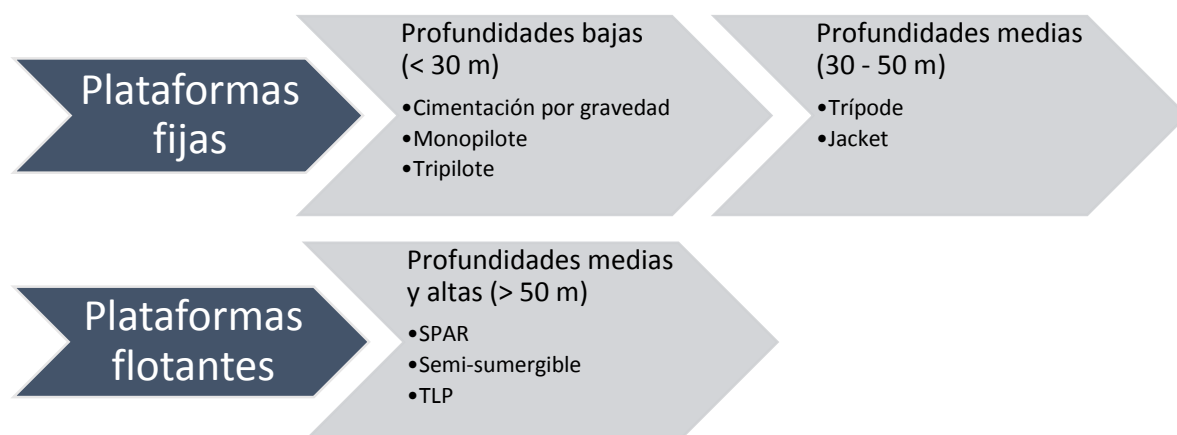 Plataformas
fijas
Profundidades bajas
(< 30 m)
•Cimentación por gravedad
•Monopilote
•Tripilote
Profundidades medias
(30 - 50 m)
•Trípode
•Jacket
Plataformas
flotantes
Profundidades medias
y altas (> 50 m)
•SPAR
•Semi-sumergible
•TLP